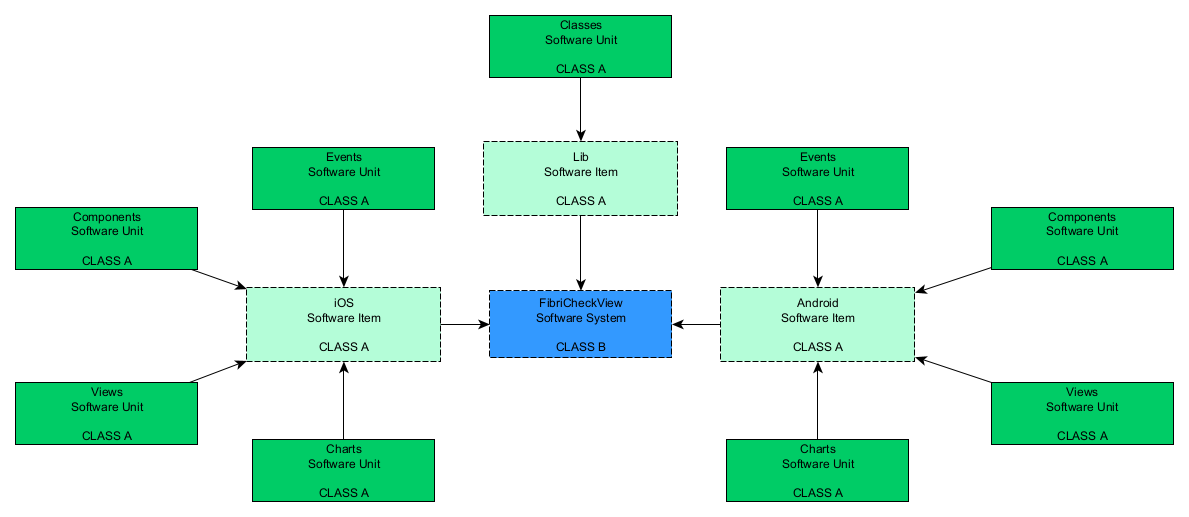 Classes
Software Unit
CLASS A
Lib
Software Item
CLASS A
Events
Software Unit
CLASS A
Events
Software Unit
CLASS A
Components
Software Unit
CLASS A
Components
Software Unit
CLASS A
iOS
Software Item
CLASS A
FibriCheckView
Software System
CLASS B
Android
Software Item
CLASS A
Views
Software Unit
CLASS A
Views
Software Unit
CLASS A
Charts
Software Unit
CLASS A
Charts
Software Unit
CLASS A